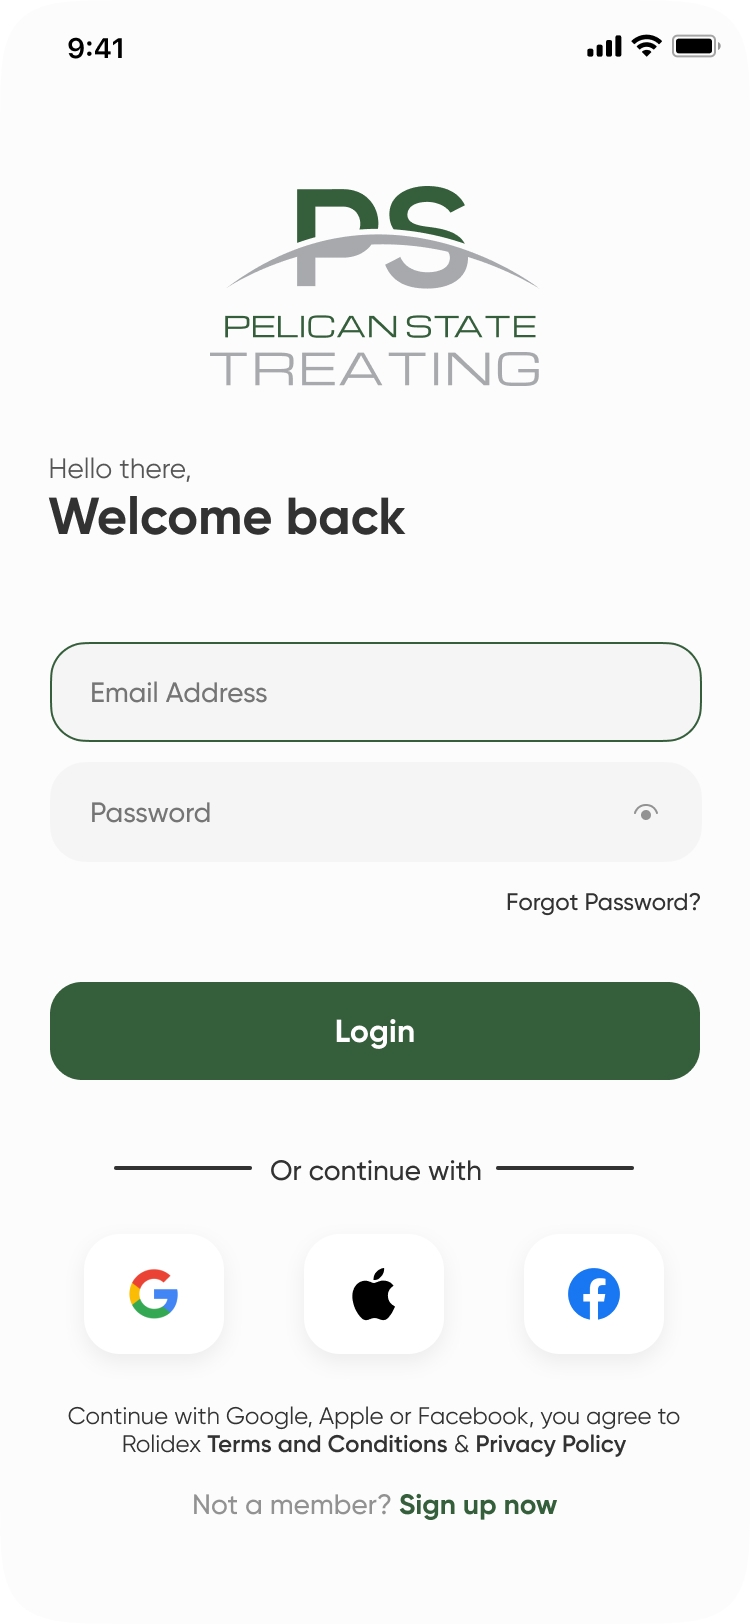 9:41
PS
PELICAN STATE
TREATING
Hello there,
Welcome back
Email Address
Password
Forgot Password?
Login
Or continue with
Continue with Google, Apple or Facebook, you agree to
Rolidex Terms and Conditions & Privacy Policy
Not a member? Sign up now